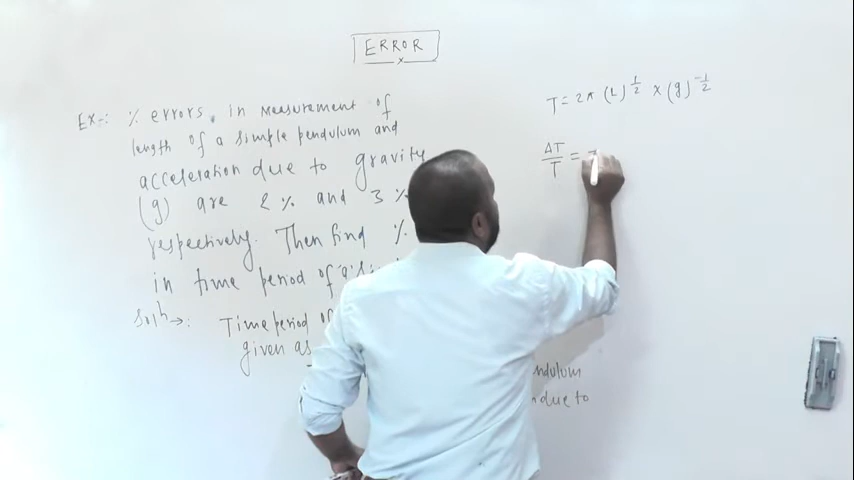 ERROR
Ex-: % errors, in measurement of
length of a simple pendulum and
acceleration due to gravity
(g) are 2 % and 3 %
respectively. Then find %
in time period of a
Solⁿ→: Time period of
given as
T = 2π (L)^1/2 × (g)^-1/2
ΔT/T =
ndulum
due to